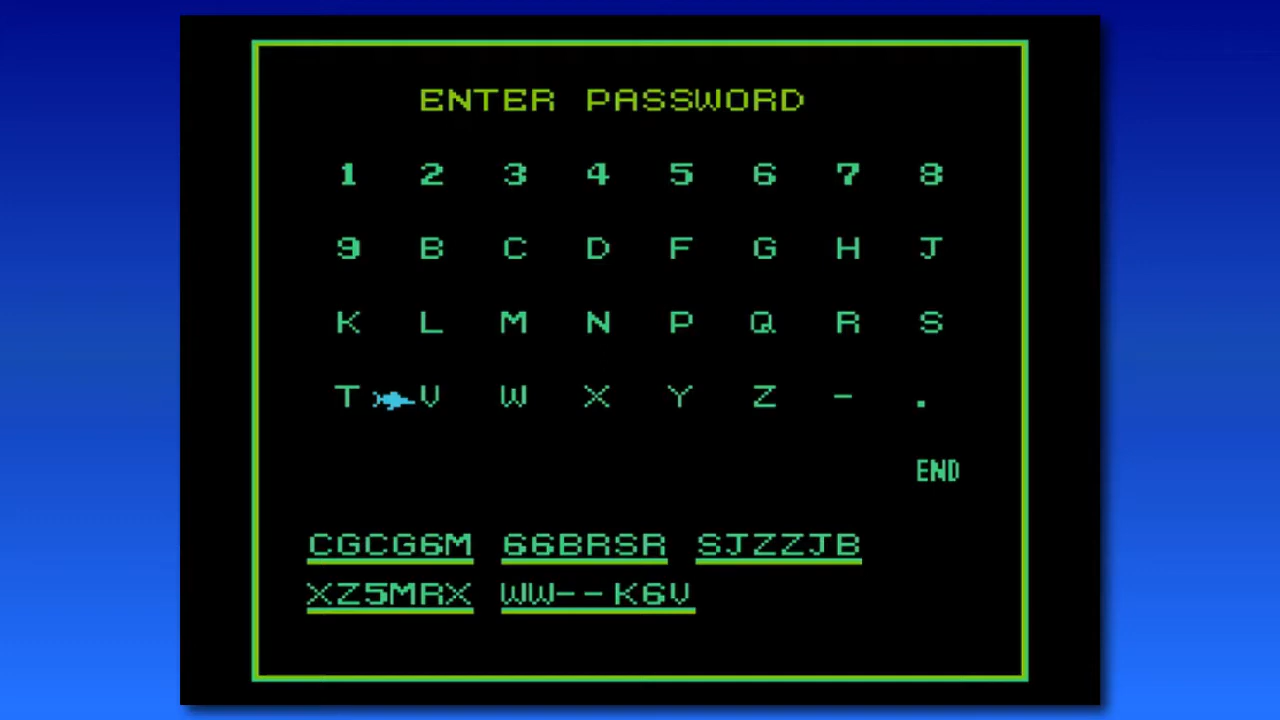 ENTER PASSWORD
1 2 3 4 5 6 7 8
9 B C D F G H J
K L M N P Q R S
T V W X Y Z - .
END
CGCG6M 66BRSR SJZZJB
XZ5MRX WW--K6V